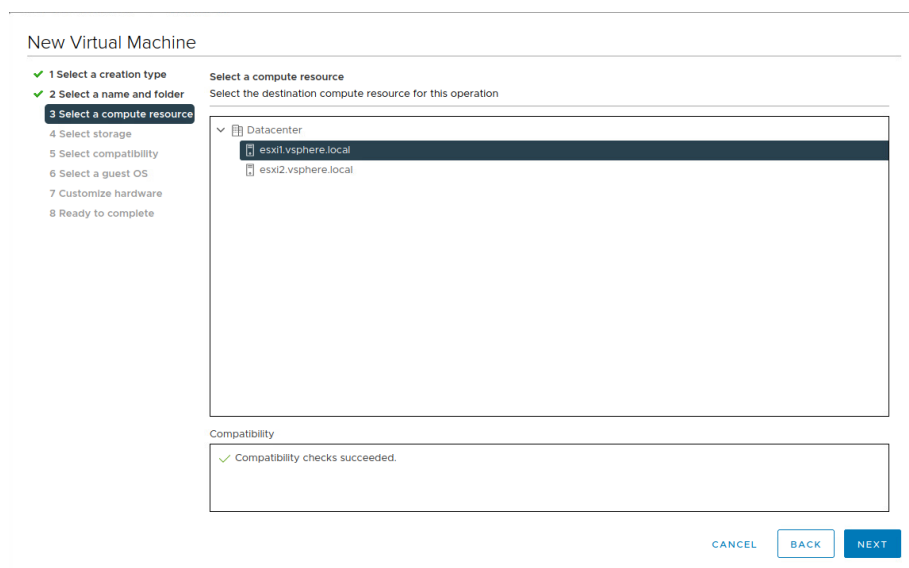 New Virtual Machine
1 Select a creation type
2 Select a name and folder
3 Select a compute resource
4 Select storage
5 Select compatibility
6 Select a guest OS
7 Customize hardware
8 Ready to complete
Select a compute resource
Select the destination compute resource for this operation
Datacenter
esxi1.vsphere.local
esxi2.vsphere.local
Compatibility
Compatibility checks succeeded.
CANCEL BACK NEXT